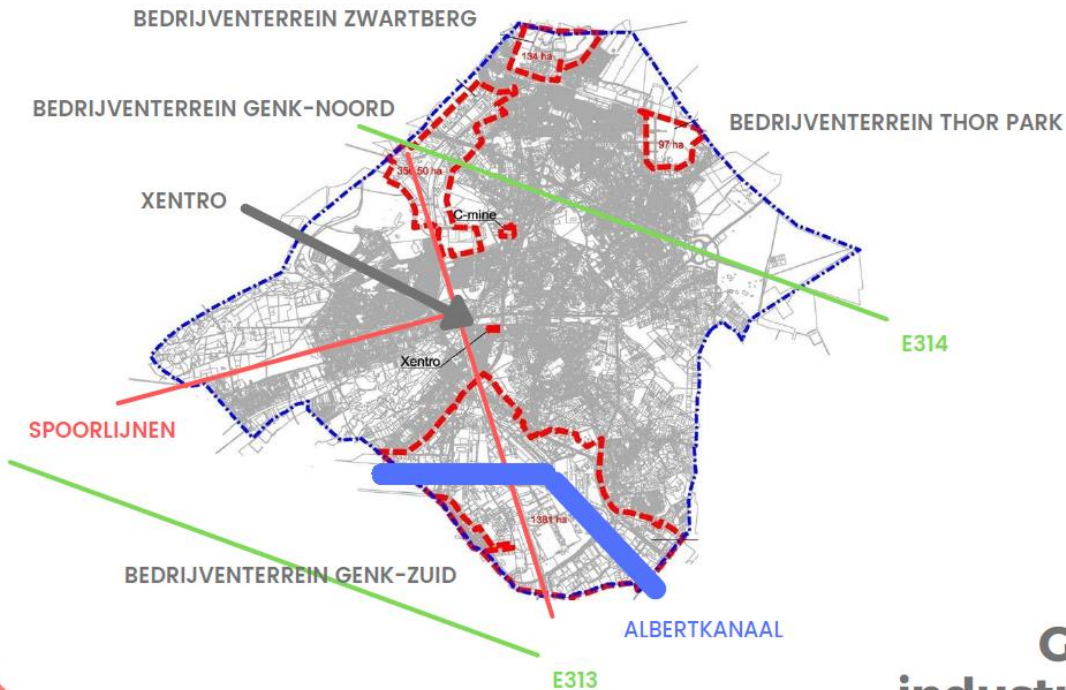 BEDRIJVENTERREIN ZWARTBERG
134 ha
BEDRIJVENTERREIN GENK-NOORD
BEDRIJVENTERREIN THOR PARK
97 ha
XENTRO
C-mine
E314
Xentro
SPOORLIJNEN
1381 ha
BEDRIJVENTERREIN GENK-ZUID
ALBERTKANAAL
E313